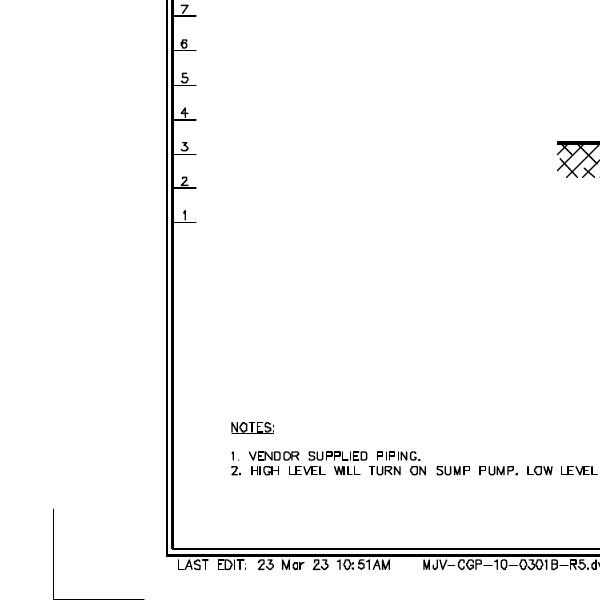 7
6
5
4
3
2
1
NOTES:
1. VENDOR SUPPLIED PIPING.
2. HIGH LEVEL WILL TURN ON SUMP PUMP. LOW LEVEL
LAST EDIT: 23 Mar 23 10:51AM MJV-CGP-10-0301B-R5.dw